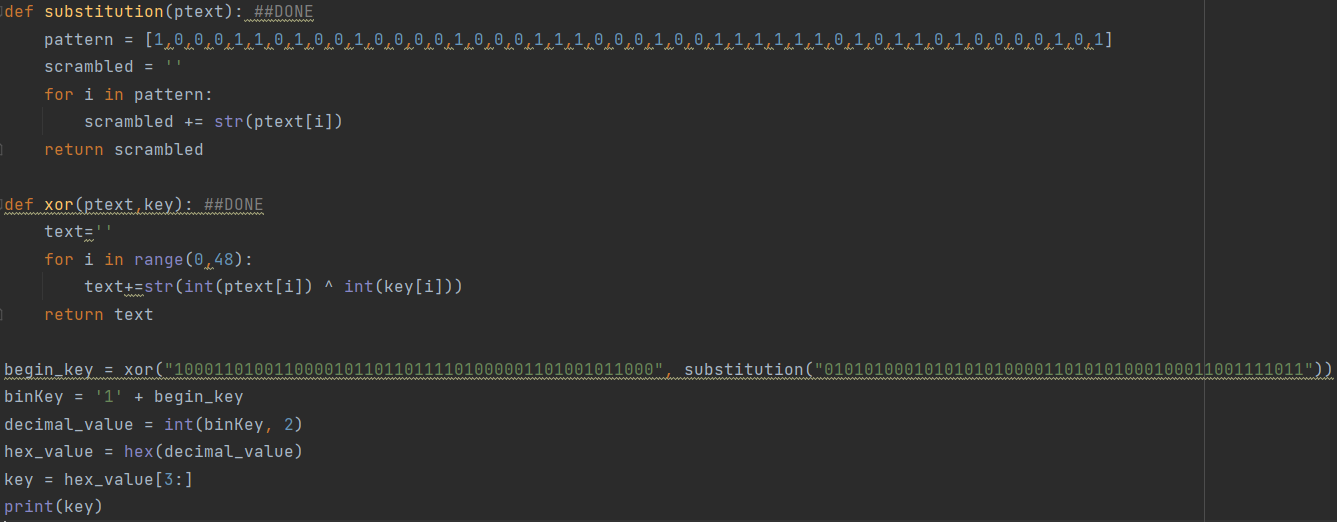 def substitution(ptext): ##DONE
pattern = [1,0,0,0,1,1,0,1,0,0,1,0,0,0,0,1,0,0,0,1,1,1,0,0,0,1,0,0,1,1,1,1,1,1,0,1,0,1,1,0,1,0,0,0,0,1,0,1]
scrambled = ''
for i in pattern:
scrambled += str(ptext[i])
return scrambled
def xor(ptext,key): ##DONE
text=''
for i in range(0,48):
text+=str(int(ptext[i]) ^ int(key[i]))
return text
begin_key = xor("100011010011000010110110111101000001101001011000", substitution("010101000101010101000011010101000100011001111011"))
binKey = '1' + begin_key
decimal_value = int(binKey, 2)
hex_value = hex(decimal_value)
key = hex_value[3:]
print(key)